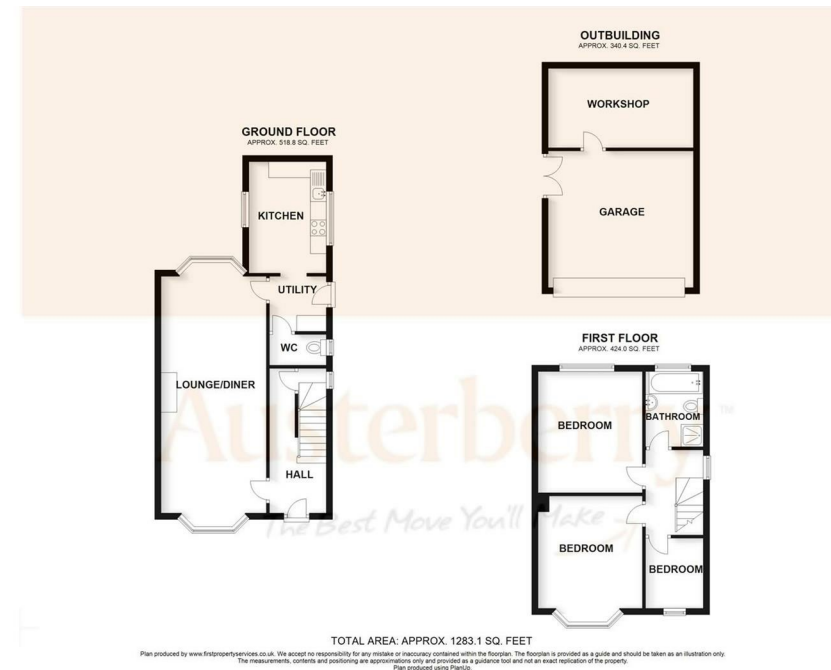 OUTBUILDING
APPROX. 340.4 SQ. FEET
WORKSHOP
GARAGE
GROUND FLOOR
APPROX. 518.8 SQ. FEET
KITCHEN
UTILITY
WC
LOUNGE/DINER
HALL
FIRST FLOOR
APPROX. 424.0 SQ. FEET
BEDROOM
BATHROOM
BEDROOM
BEDROOM
Austerberry™
The Best Move You'll Make
TOTAL AREA: APPROX. 1283.1 SQ. FEET
Plan produced by www.firstpropertyservices.co.uk. We accept no responsibility for any mistake or inaccuracy contained within the floorplan. The floorplan is provided as a guide and should be taken as an illustration only.
The measurements, contents and positioning are approximations only and provided as a guidance tool and not an exact replication of the property.
Plan produced using PlanUp.